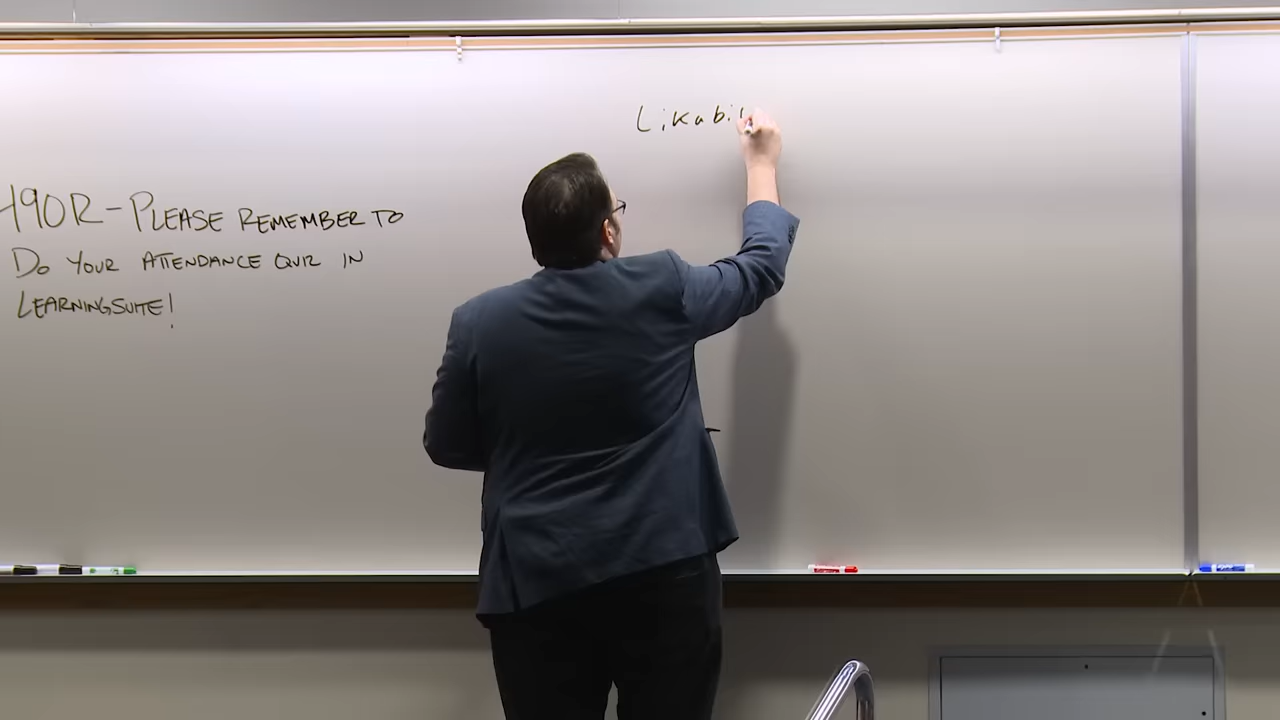 Likabil
490R - PLEASE REMEMBER TO
DO YOUR ATTENDANCE QUIZ IN
LEARNINGSUITE!